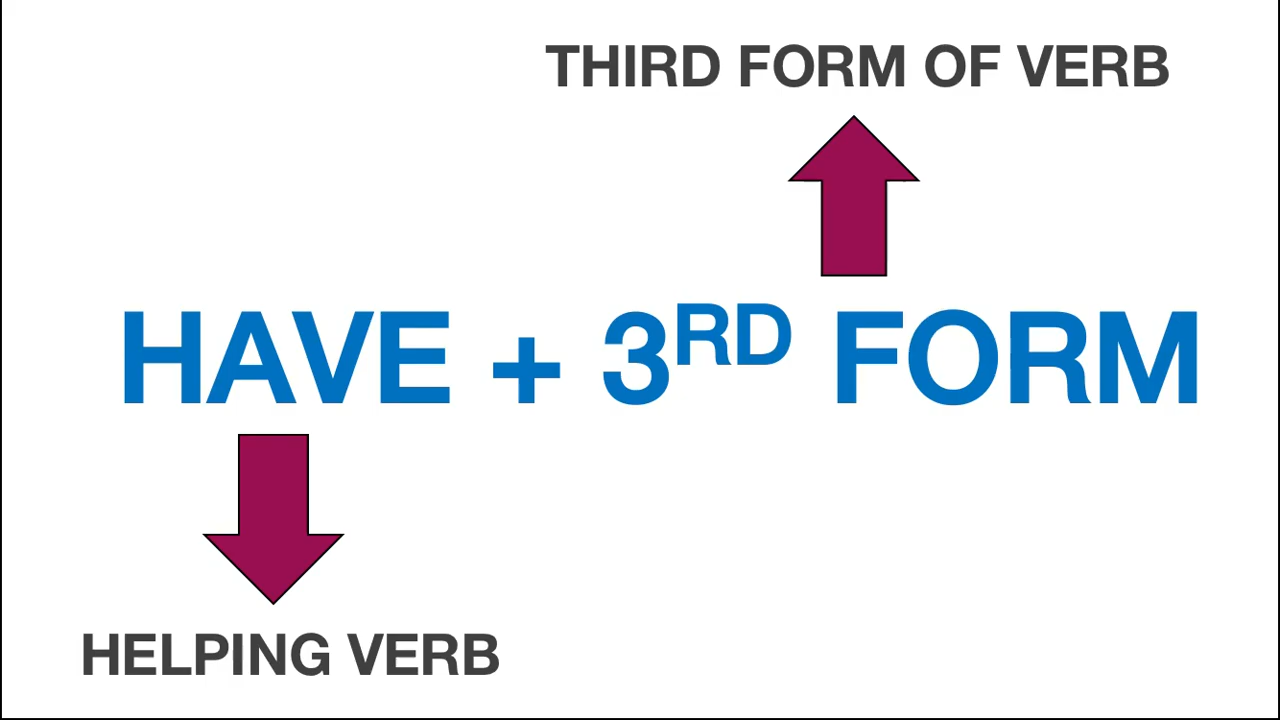 THIRD FORM OF VERB
HAVE + 3RD FORM
HELPING VERB